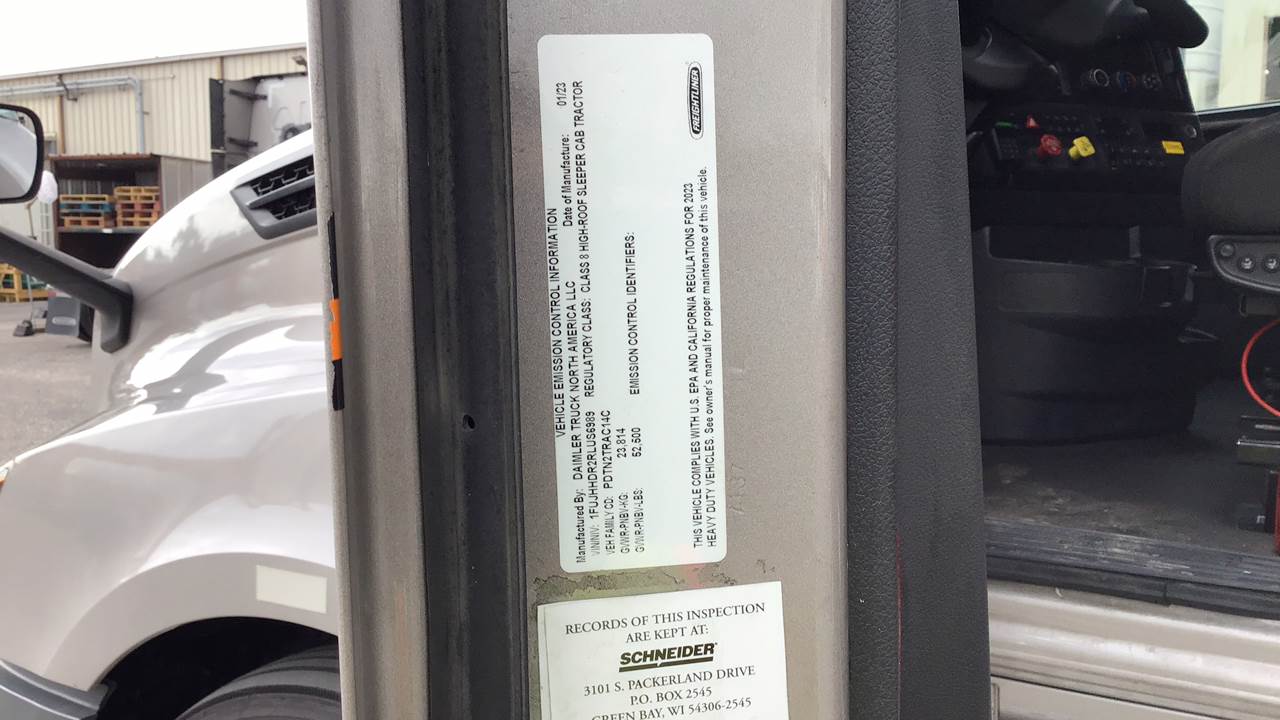 FREIGHTLINER
VEHICLE EMISSION CONTROL INFORMATION
Manufactured By: DAIMLER TRUCK NORTH AMERICA LLC Date of Manufacture: 01/23
VIN/NIV: 1FUJHHDR2RLUS6989 REGULATORY CLASS: CLASS 8 HIGH-ROOF SLEEPER CAB TRACTOR
VEH FAMILY CD: PDTN2TRAC14C
GVWR-PNBV-KG: 23,814
GVWR-PNBV-LBS: 52,500 EMISSION CONTROL IDENTIFIERS:
THIS VEHICLE COMPLIES WITH U.S. EPA AND CALIFORNIA REGULATIONS FOR 2023
HEAVY DUTY VEHICLES. See owner's manual for proper maintenance of this vehicle.
RECORDS OF THIS INSPECTION
ARE KEPT AT:
SCHNEIDER
3101 S. PACKERLAND DRIVE
P.O. BOX 2545
GREEN BAY, WI 54306-2545